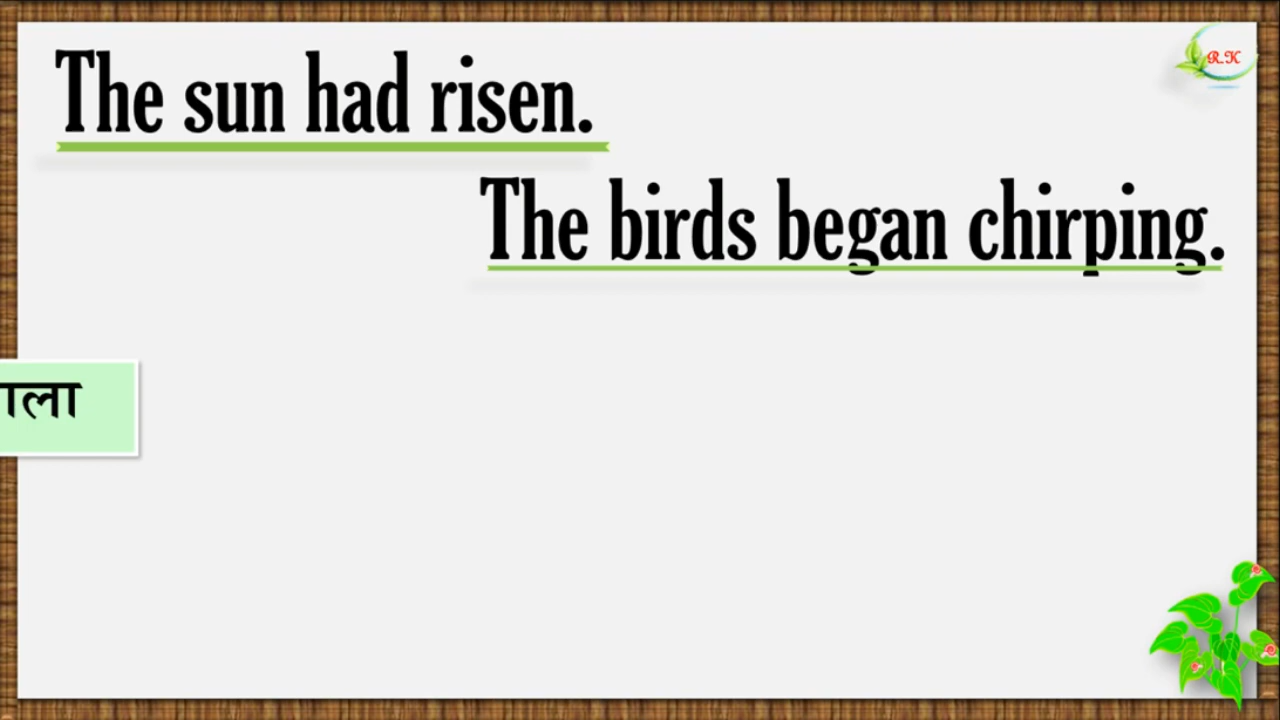 The sun had risen.
The birds began chirping.
R.K